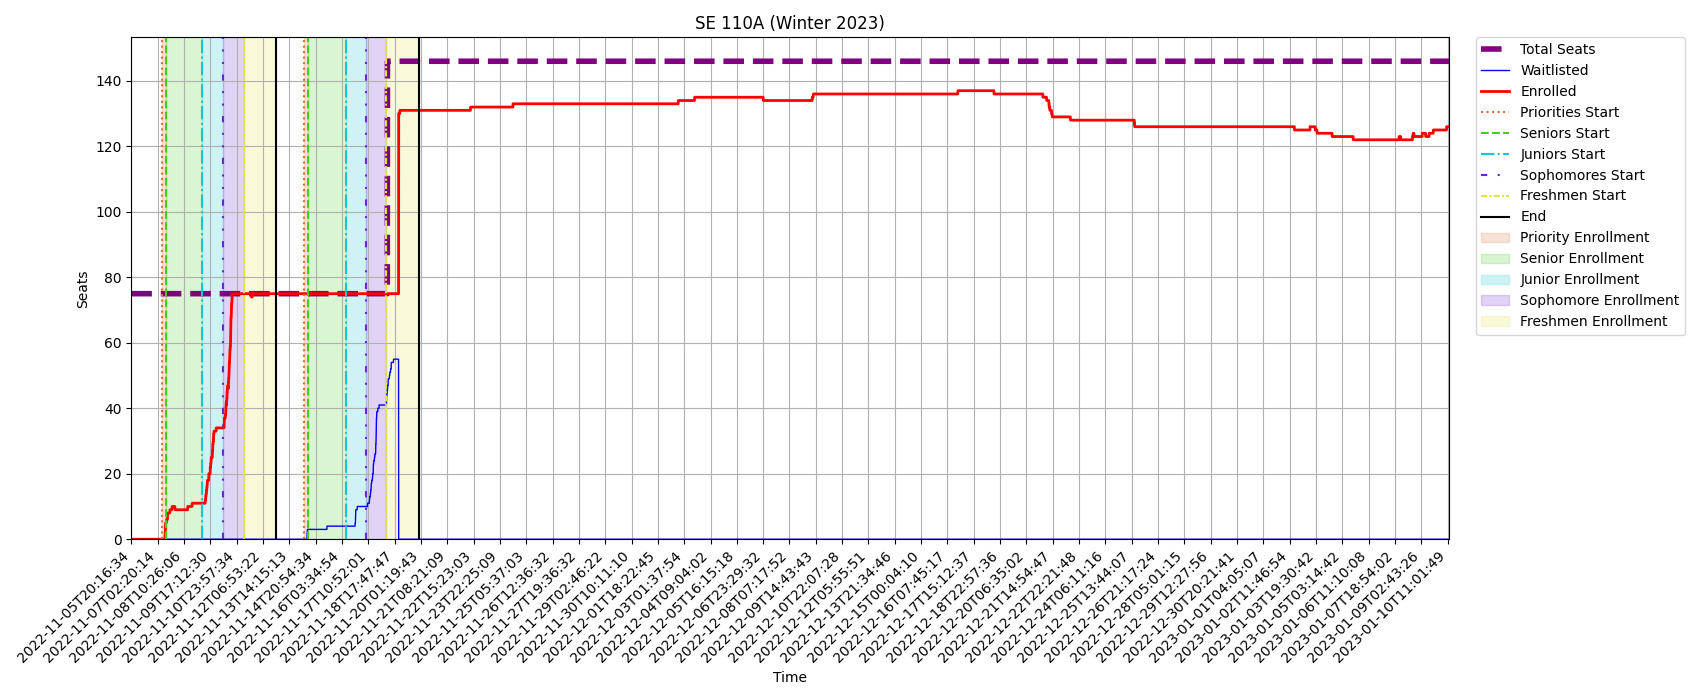 SE 110A (Winter 2023)
Seats
140
120
100
80
60
40
20
0
2022-11-05T20:16:34
2022-11-07T02:20:14
2022-11-08T10:26:06
2022-11-09T17:12:30
2022-11-10T23:57:34
2022-11-12T06:53:22
2022-11-13T14:15:13
2022-11-14T20:54:34
2022-11-16T03:34:54
2022-11-17T10:52:01
2022-11-18T17:47:47
2022-11-20T01:19:43
2022-11-21T08:21:09
2022-11-22T15:23:03
2022-11-23T22:25:09
2022-11-25T05:37:03
2022-11-26T12:36:32
2022-11-27T19:36:32
2022-11-29T02:46:22
2022-11-30T10:11:10
2022-12-01T18:22:45
2022-12-03T01:37:54
2022-12-04T09:04:02
2022-12-05T16:15:18
2022-12-06T23:29:32
2022-12-08T07:17:52
2022-12-09T14:43:43
2022-12-10T22:07:28
2022-12-12T05:55:51
2022-12-13T21:34:46
2022-12-15T00:04:10
2022-12-16T07:45:17
2022-12-17T15:12:37
2022-12-18T22:57:36
2022-12-20T06:35:02
2022-12-21T14:54:47
2022-12-22T22:21:48
2022-12-24T06:11:16
2022-12-25T13:44:07
2022-12-26T21:17:24
2022-12-28T05:01:15
2022-12-29T12:27:56
2022-12-30T20:21:41
2023-01-01T04:05:07
2023-01-02T11:46:54
2023-01-03T19:30:42
2023-01-05T03:14:42
2023-01-06T11:10:08
2023-01-07T18:54:02
2023-01-09T02:43:26
2023-01-10T11:01:49
Time
Total Seats
Waitlisted
Enrolled
Priorities Start
Seniors Start
Juniors Start
Sophomores Start
Freshmen Start
End
Priority Enrollment
Senior Enrollment
Junior Enrollment
Sophomore Enrollment
Freshmen Enrollment